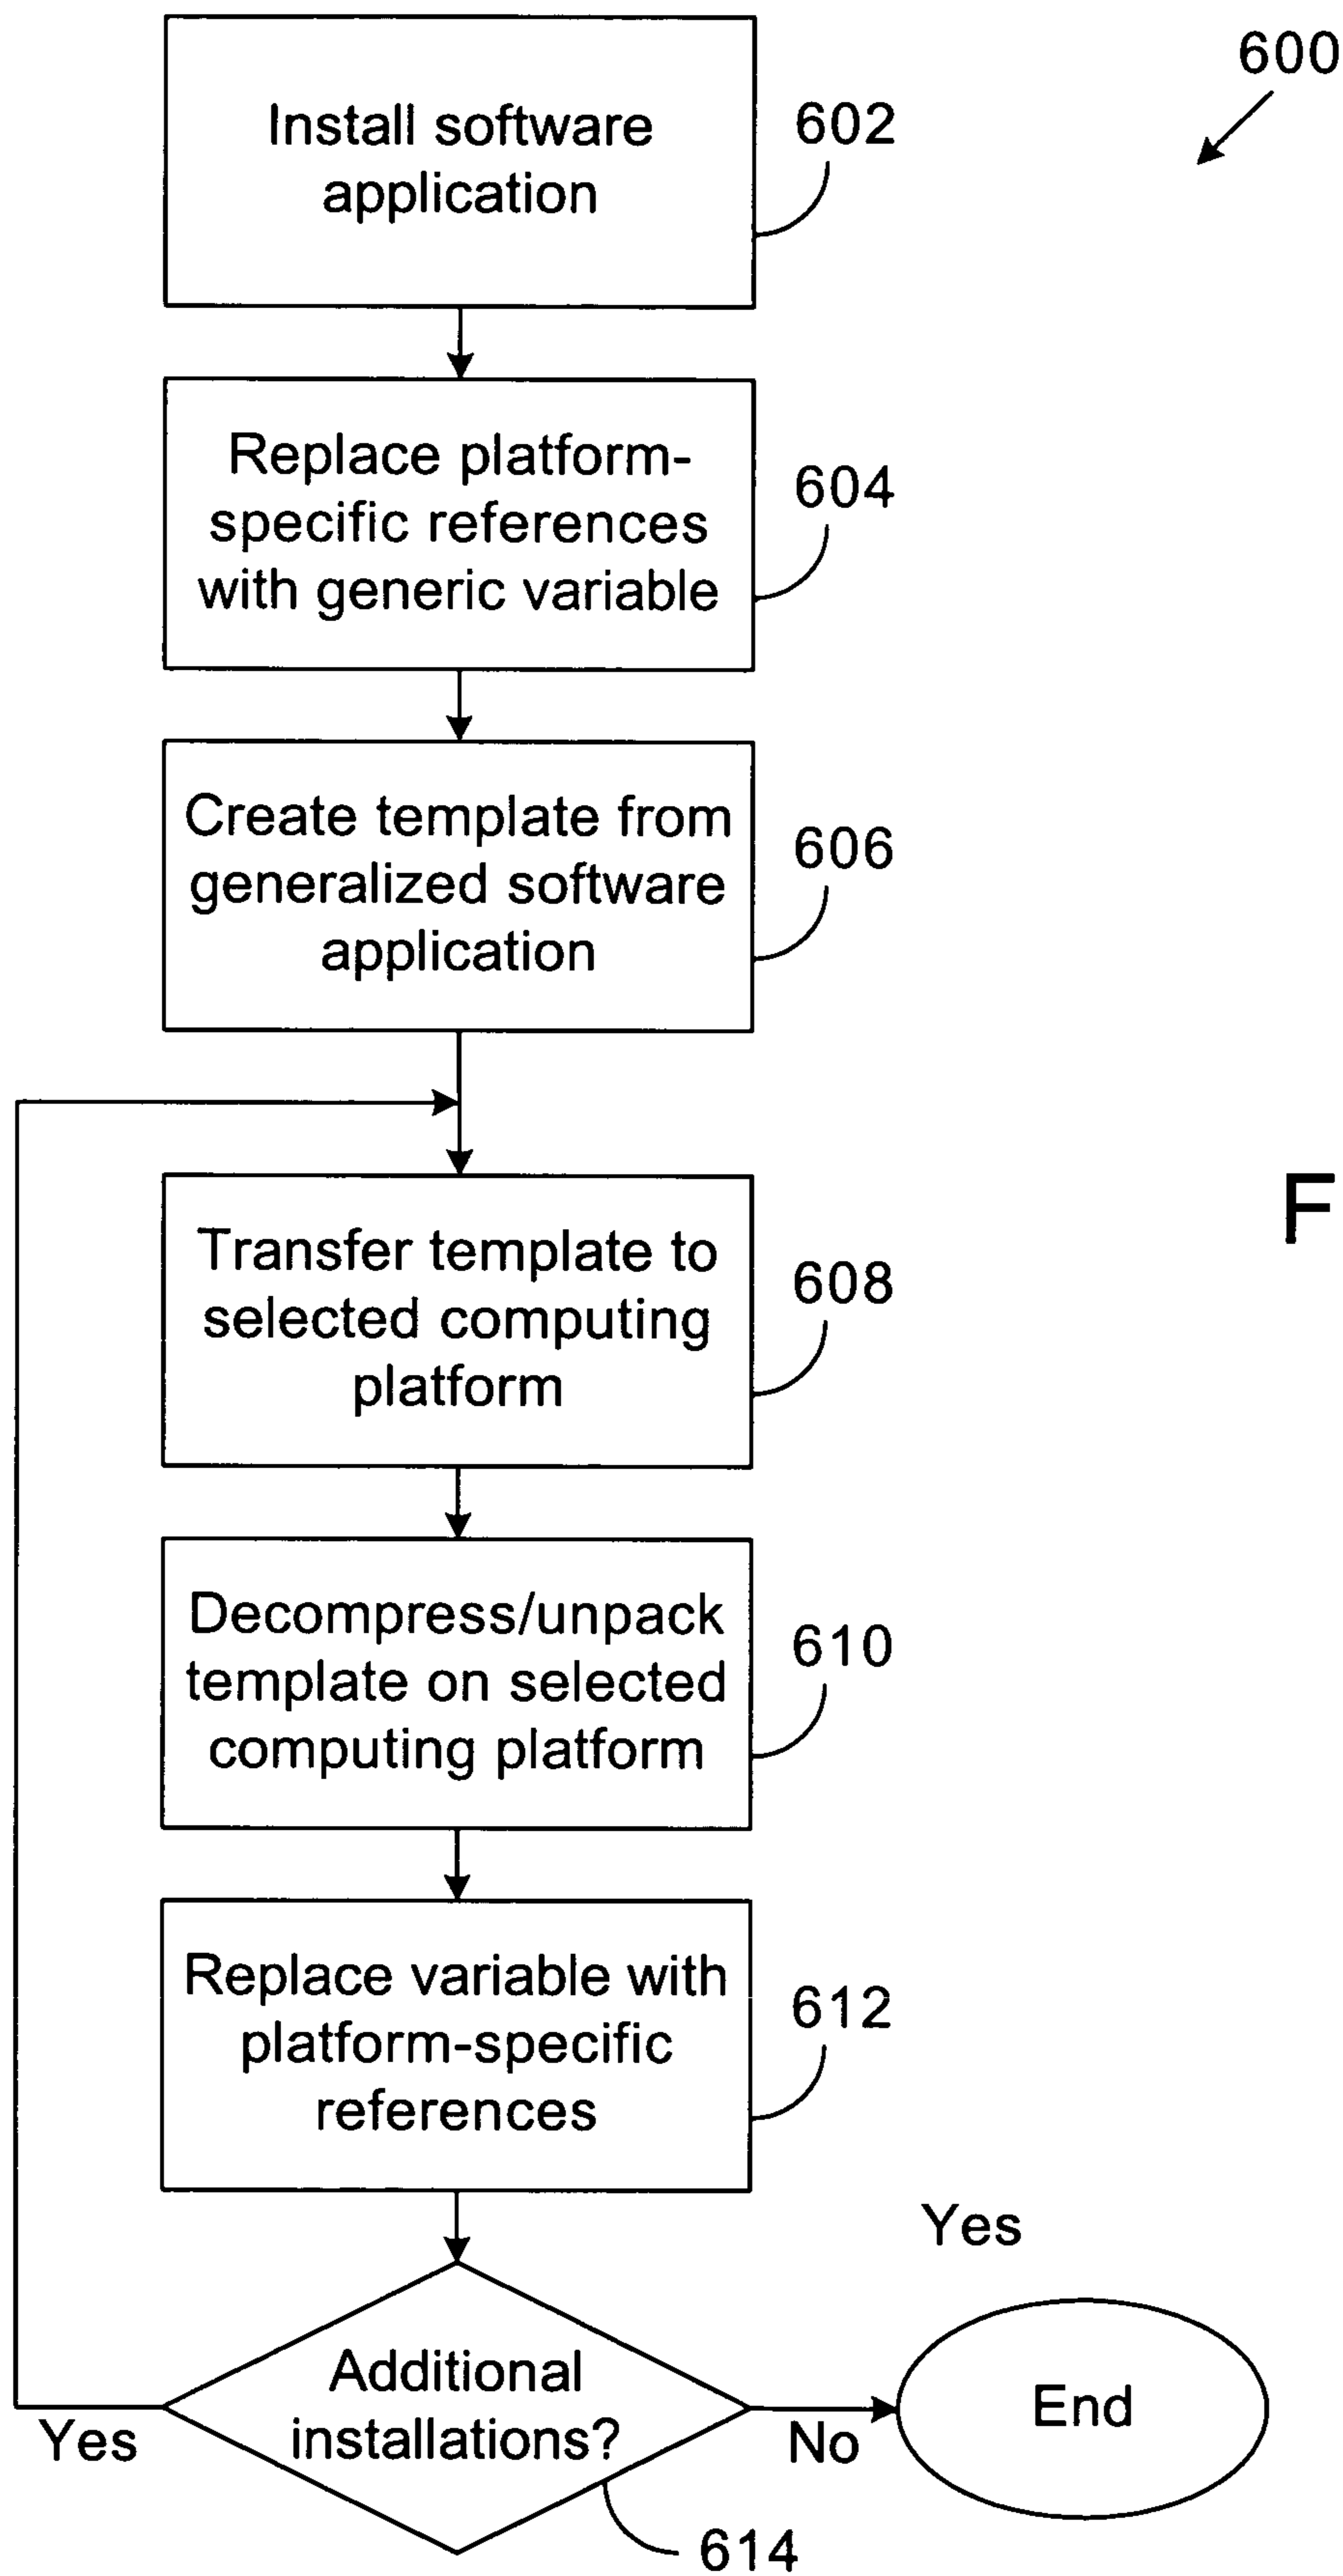 600
Install software
application
602
Replace platform-
specific references
with generic variable
604
Create template from
generalized software
application
606
Transfer template to
selected computing
platform
608
F
Decompress/unpack
template on selected
computing platform
610
Replace variable with
platform-specific
references
612
Yes
Additional
installations?
Yes
No
End
614